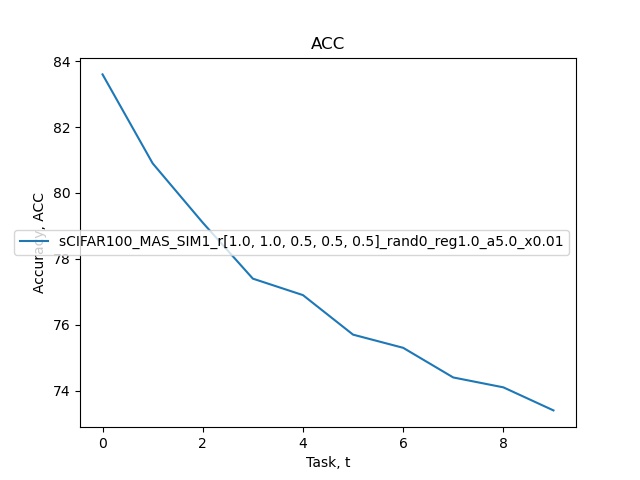 ACC
84
82
80
78
76
74
Accuracy, ACC
sCIFAR100_MAS_SIM1_r[1.0, 1.0, 0.5, 0.5, 0.5]_rand0_reg1.0_a5.0_x0.01
0 2 4 6 8
Task, t